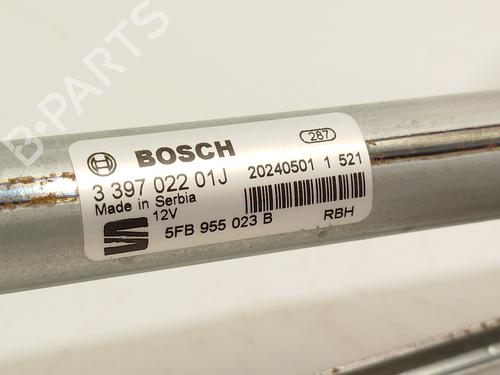 B-PARTS
287
BOSCH
3 397 022 01J
20240501 1 521
Made in Serbia
12V
5FB 955 023 B
RBH